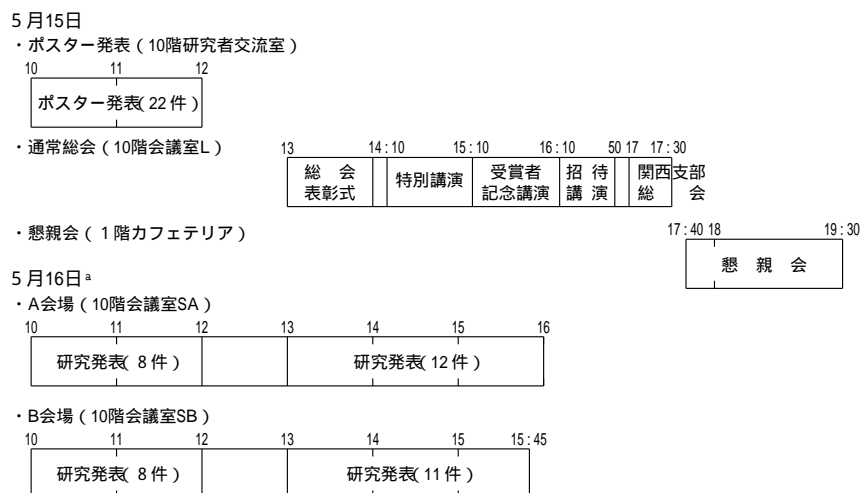 5月15日
・ポスター発表(10階研究者交流室)
10 11 12
ポスター発表(22件)
・通常総会(10階会議室L)
13 14:10 15:10 16:10 50 17 17:30
総会 特別講演 受賞者 招待 関西支部
表彰式 記念講演 講演 総会
・懇親会(1階カフェテリア)
17:40 18 19:30
懇親会
5月16日a
・A会場(10階会議室SA)
10 11 12 13 14 15 16
研究発表(8件) 研究発表(12件)
・B会場(10階会議室SB)
10 11 12 13 14 15 15:45
研究発表(8件) 研究発表(11件)